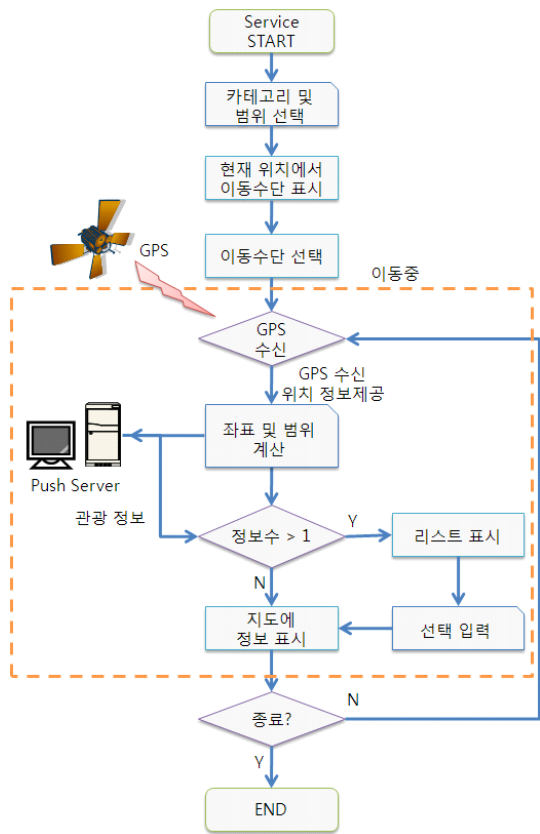 Service
START
카테고리 및
범위 선택
현재 위치에서
이동수단 표시
GPS
이동수단 선택
이동중
GPS
수신
GPS 수신
위치 정보제공
좌표 및 범위
계산
Push Server
관광 정보
정보수 > 1
Y
리스트 표시
N
지도에
정보 표시
선택 입력
종료?
N
Y
END